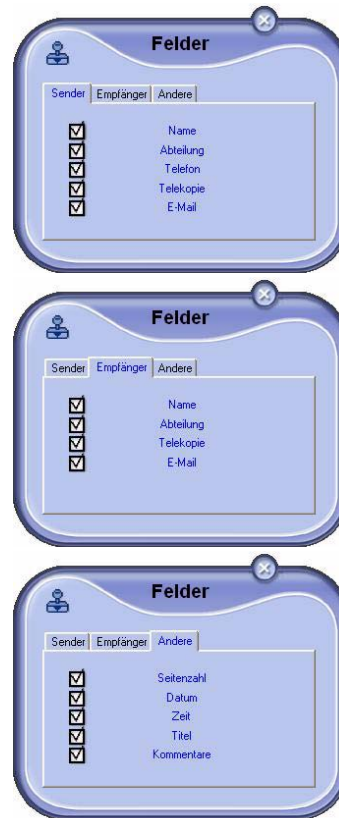 Felder
Sender Empfänger Andere
Name
Abteilung
Telefon
Telekopie
E-Mail
Felder
Sender Empfänger Andere
Name
Abteilung
Telekopie
E-Mail
Felder
Sender Empfänger Andere
Seitenzahl
Datum
Zeit
Titel
Kommentare